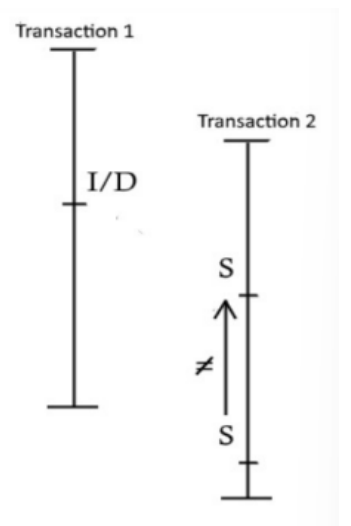 Transaction 1
Transaction 2
I/D
S
≠
S